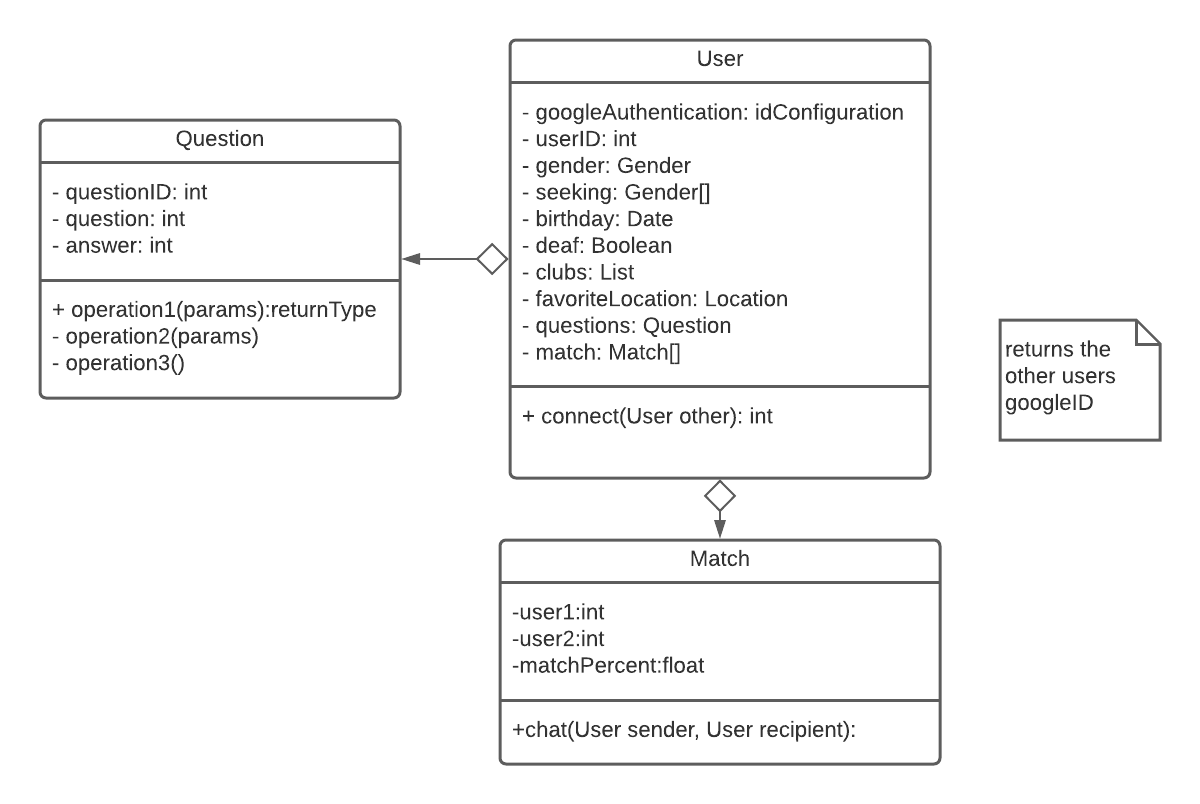 User
- googleAuthentication: idConfiguration
- userID: int
- gender: Gender
- seeking: Gender[]
- birthday: Date
- deaf: Boolean
- clubs: List
- favoriteLocation: Location
- questions: Question
- match: Match[]
+ connect(User other): int
Question
- questionID: int
- question: int
- answer: int
+ operation1(params):returnType
- operation2(params)
- operation3()
returns the
other users
googleID
Match
-user1:int
-user2:int
-matchPercent:float
+chat(User sender, User recipient):